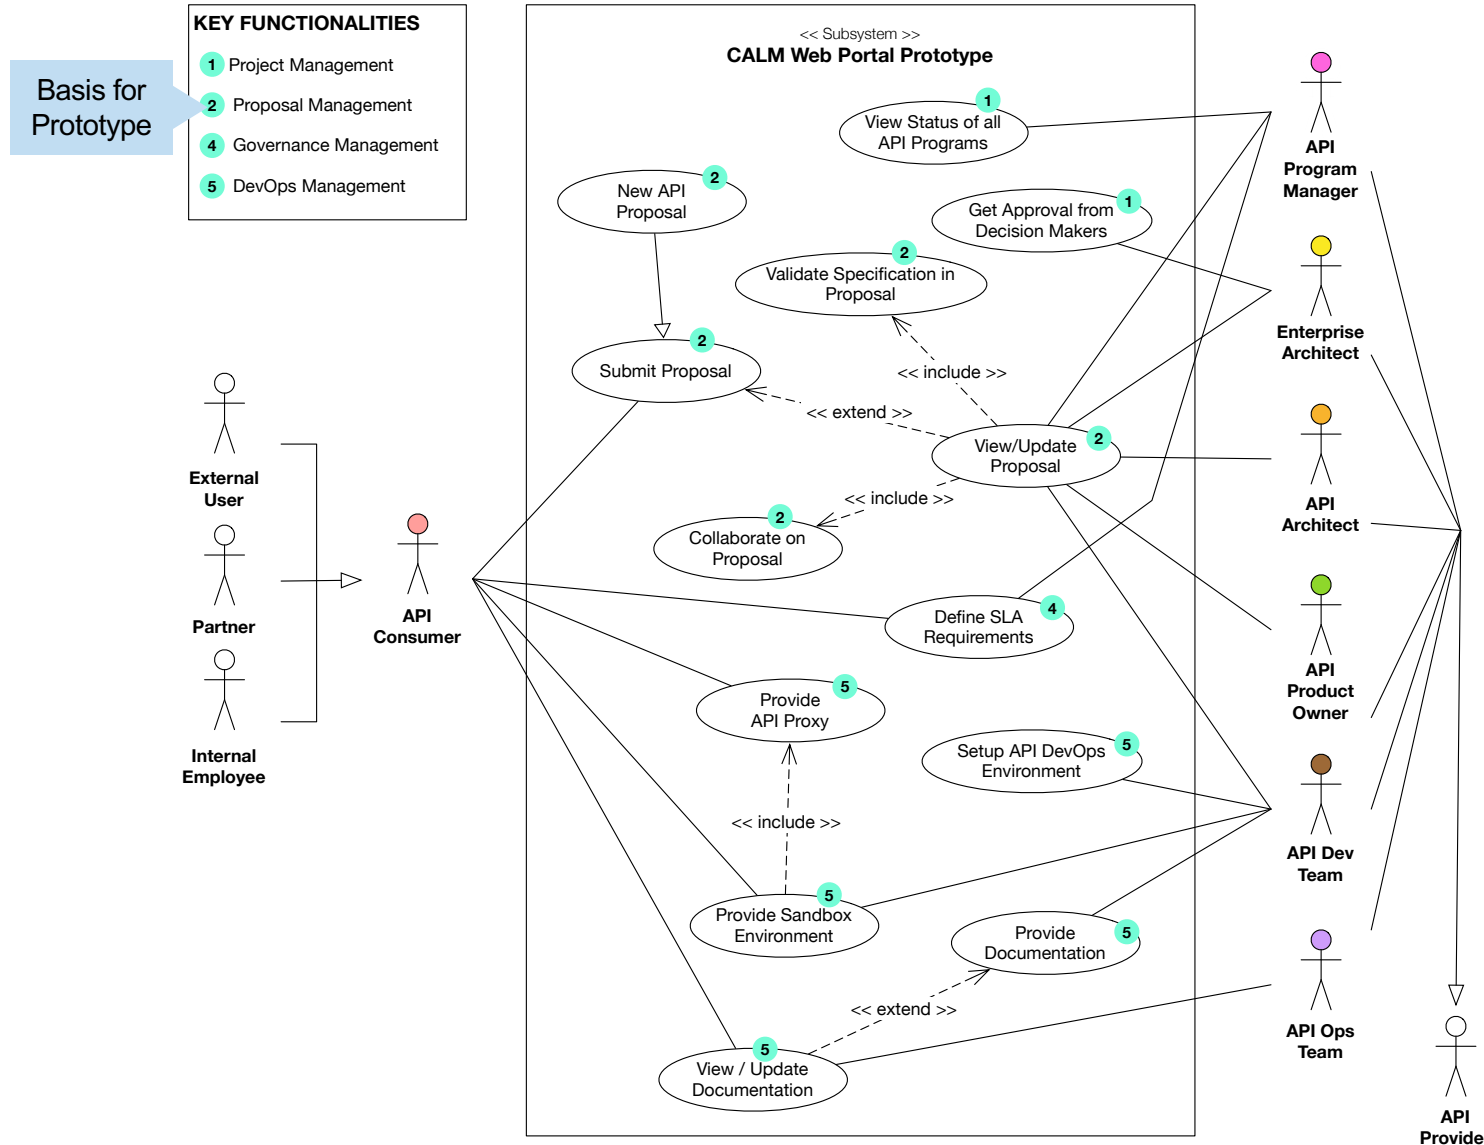 KEY FUNCTIONALITIES
1 Project Management
2 Proposal Management
4 Governance Management
5 DevOps Management
Basis for
Prototype
<< Subsystem >>
CALM Web Portal Prototype
1
View Status of all
API Programs
2
New API
Proposal
1
Get Approval from
Decision Makers
2
Validate Specification in
Proposal
2
Submit Proposal
<< include >>
<< extend >>
2
View/Update
Proposal
<< include >>
2
Collaborate on
Proposal
4
Define SLA
Requirements
5
Provide
API Proxy
5
Setup API DevOps
Environment
<< include >>
5
Provide Sandbox
Environment
5
Provide
Documentation
<< extend >>
5
View / Update
Documentation
External
User
Partner
Internal
Employee
API
Consumer
API
Program
Manager
Enterprise
Architect
API
Architect
API
Product
Owner
API Dev
Team
API Ops
Team
API
Provide